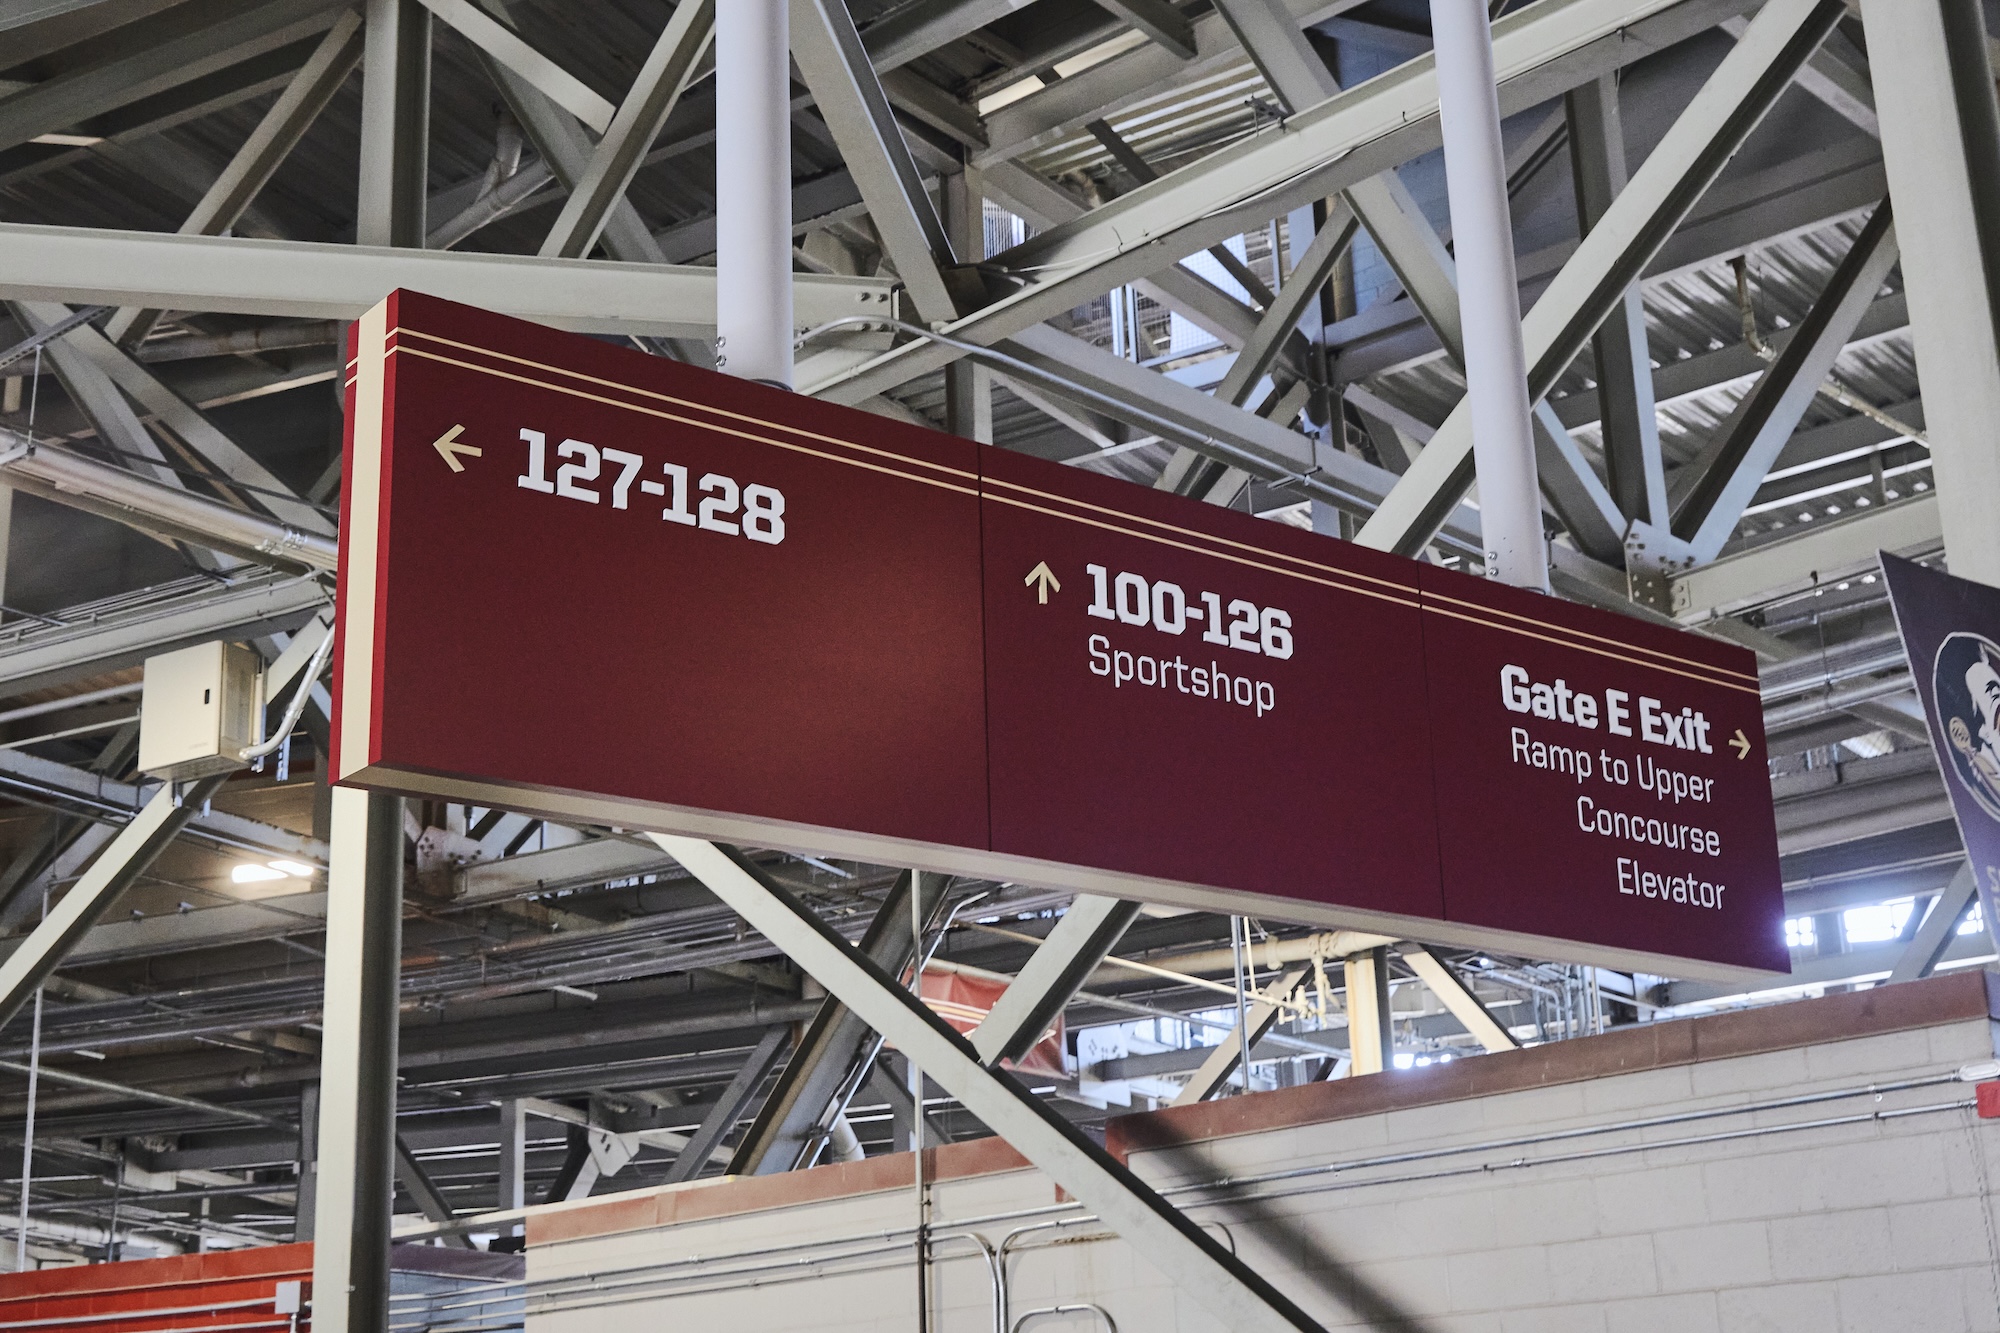 ← 127-128
↑ 100-126
Sportshop
Gate E Exit →
Ramp to Upper
Concourse
Elevator